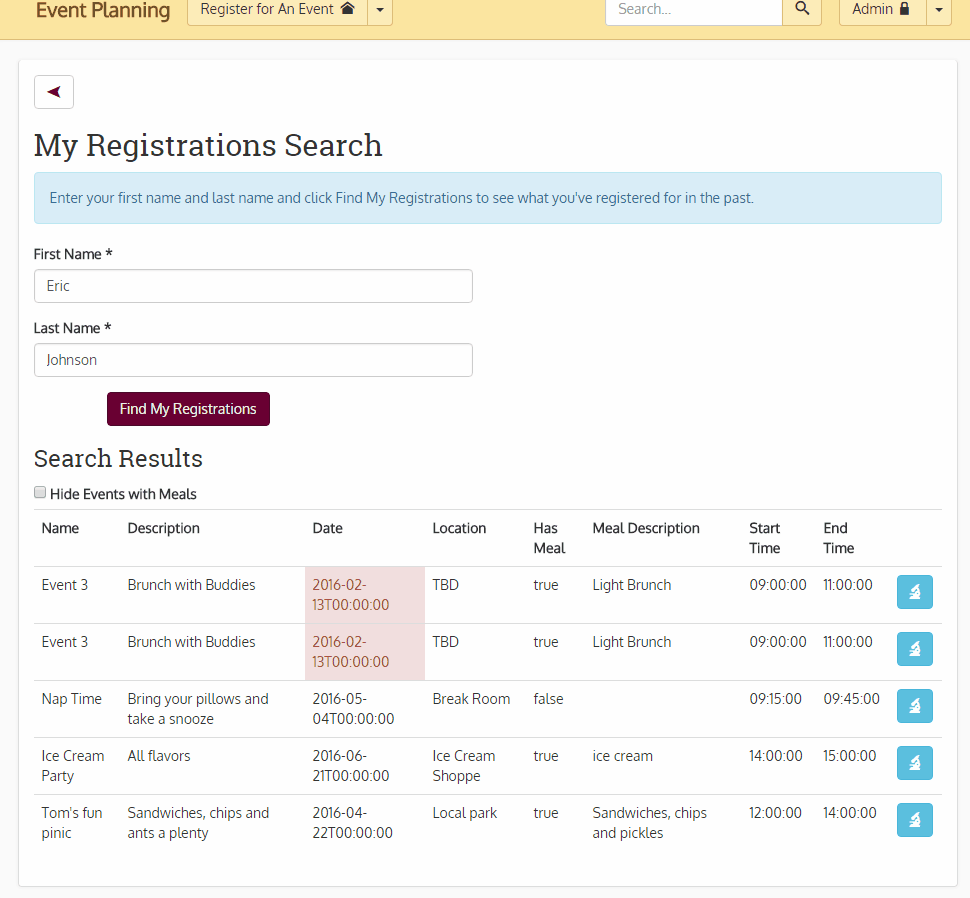 Event Planning Register for An Event Search... Admin
My Registrations Search
Enter your first name and last name and click Find My Registrations to see what you've registered for in the past.
First Name *
Eric
Last Name *
Johnson
Find My Registrations
Search Results
Hide Events with Meals
Name Description Date Location Has Meal Meal Description Start Time End Time
Event 3 Brunch with Buddies 2016-02-13T00:00:00 TBD true Light Brunch 09:00:00 11:00:00
Event 3 Brunch with Buddies 2016-02-13T00:00:00 TBD true Light Brunch 09:00:00 11:00:00
Nap Time Bring your pillows and take a snooze 2016-05-04T00:00:00 Break Room false 09:15:00 09:45:00
Ice Cream Party All flavors 2016-06-21T00:00:00 Ice Cream Shoppe true ice cream 14:00:00 15:00:00
Tom's fun pinic Sandwiches, chips and ants a plenty 2016-04-22T00:00:00 Local park true Sandwiches, chips and pickles 12:00:00 14:00:00